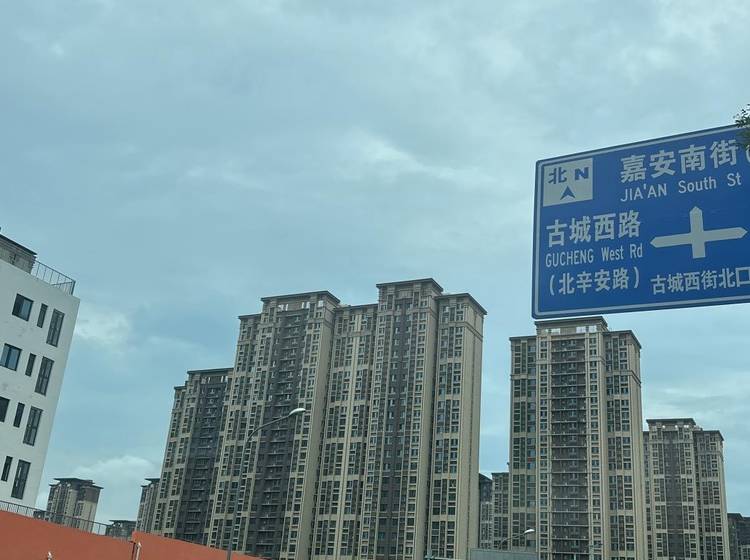 北 N
嘉安南街
JIA'AN South St
古城西路
GUCHENG West Rd
(北辛安路)
古城西街北口